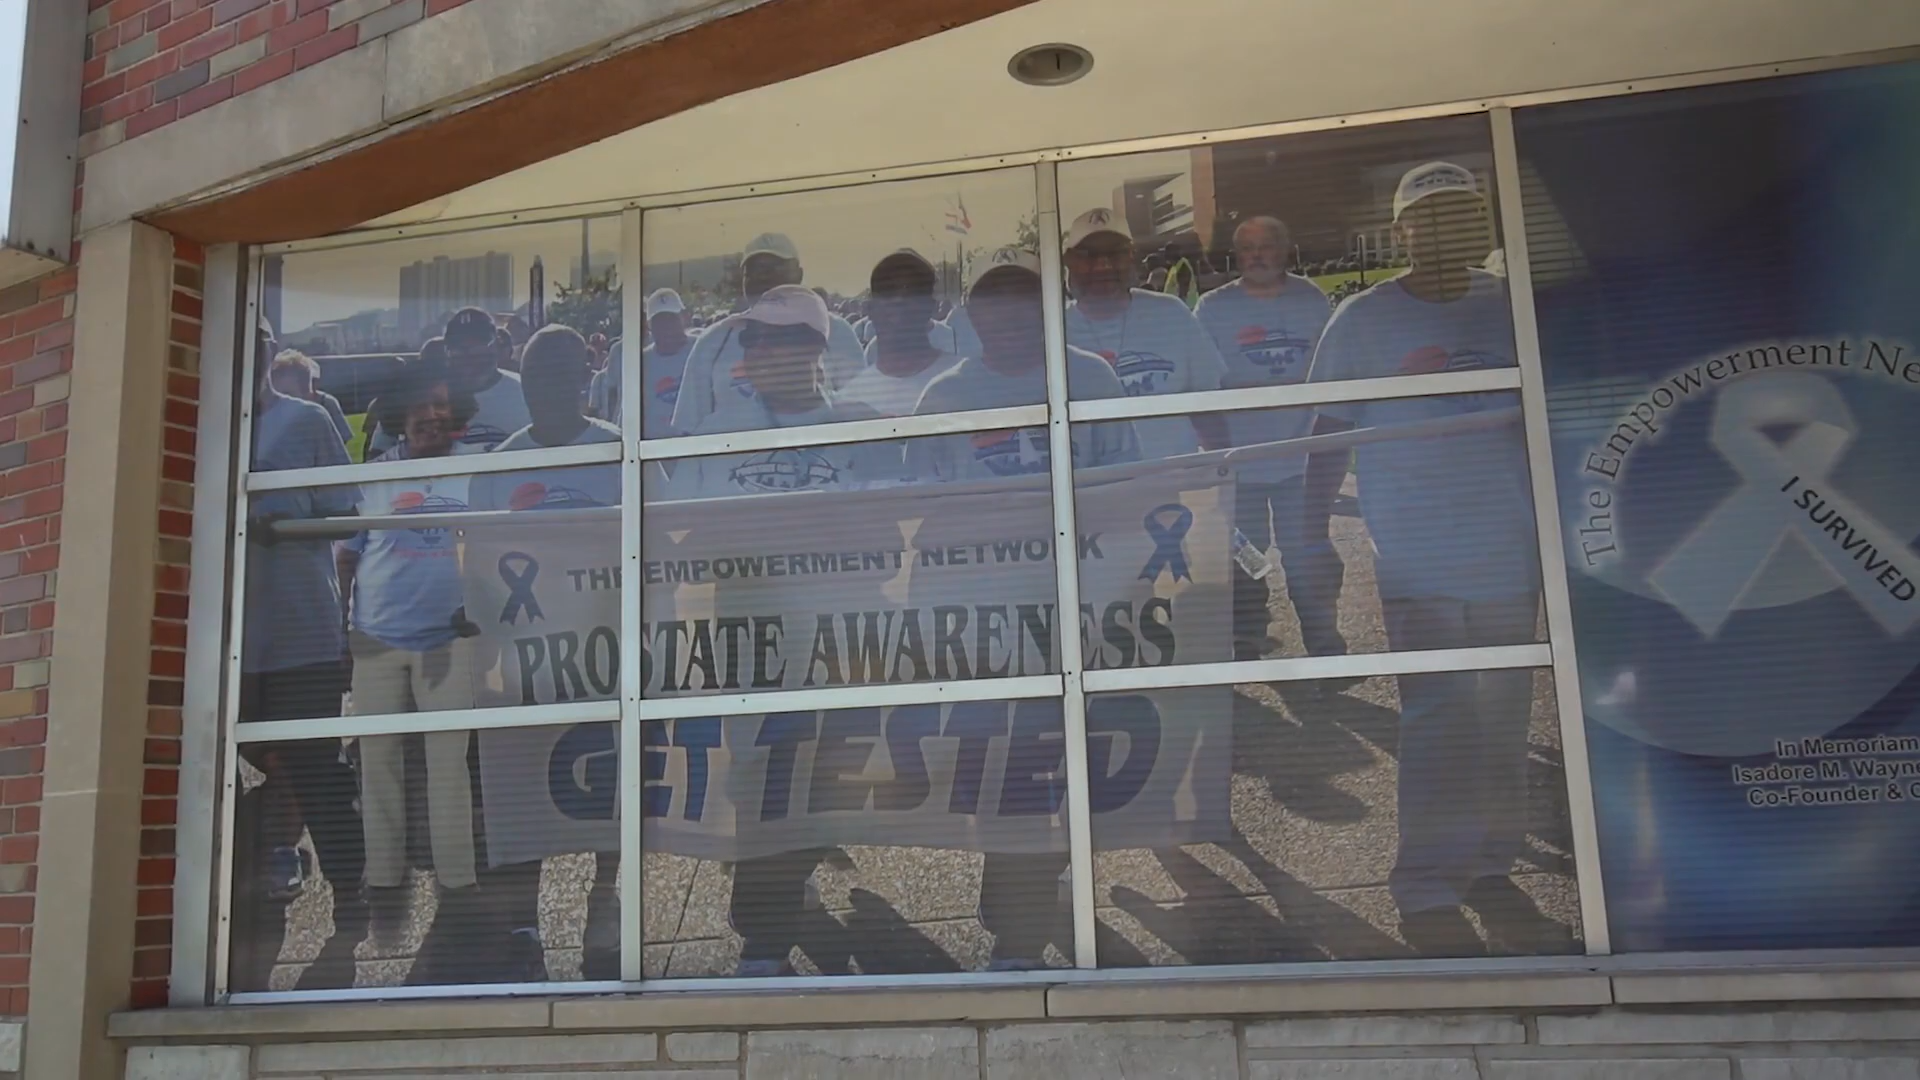 THE EMPOWERMENT NETWORK
PROSTATE AWARENESS
GET TESTED
The Empowerment Ne
I SURVIVED
In Memoriam
Isadore M. Wayne
Co-Founder & C